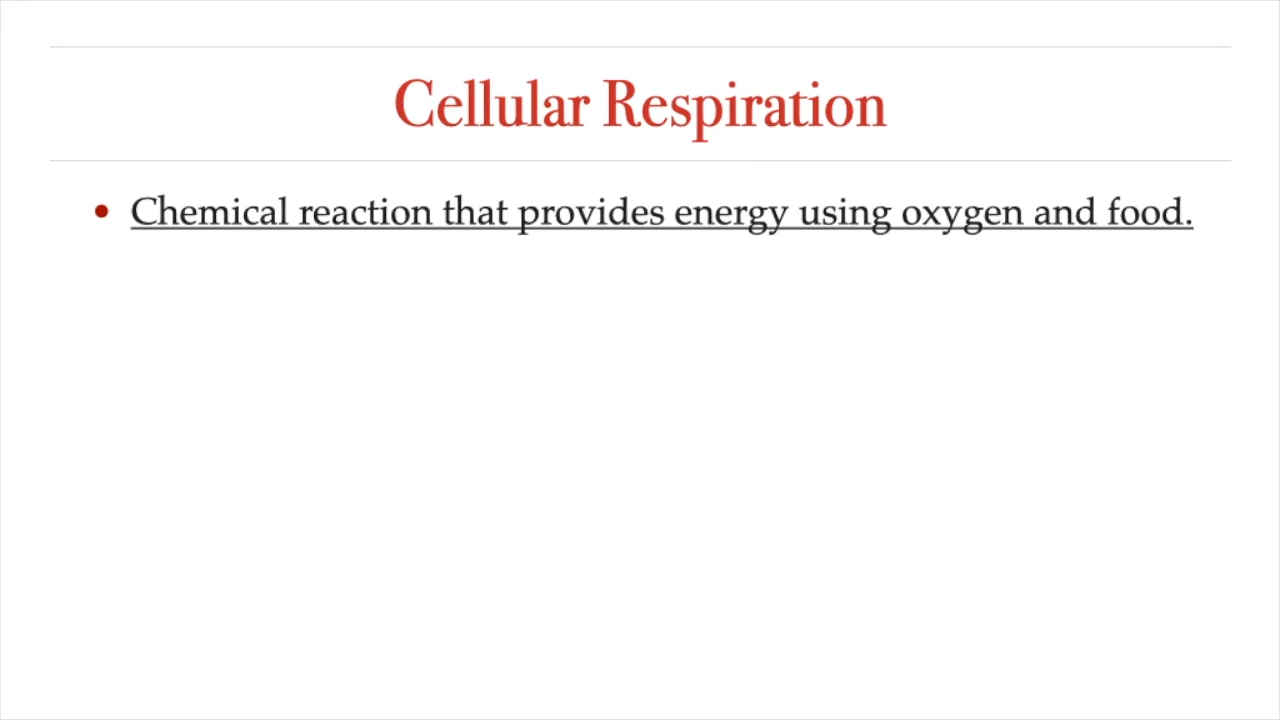 Cellular Respiration
• Chemical reaction that provides energy using oxygen and food.